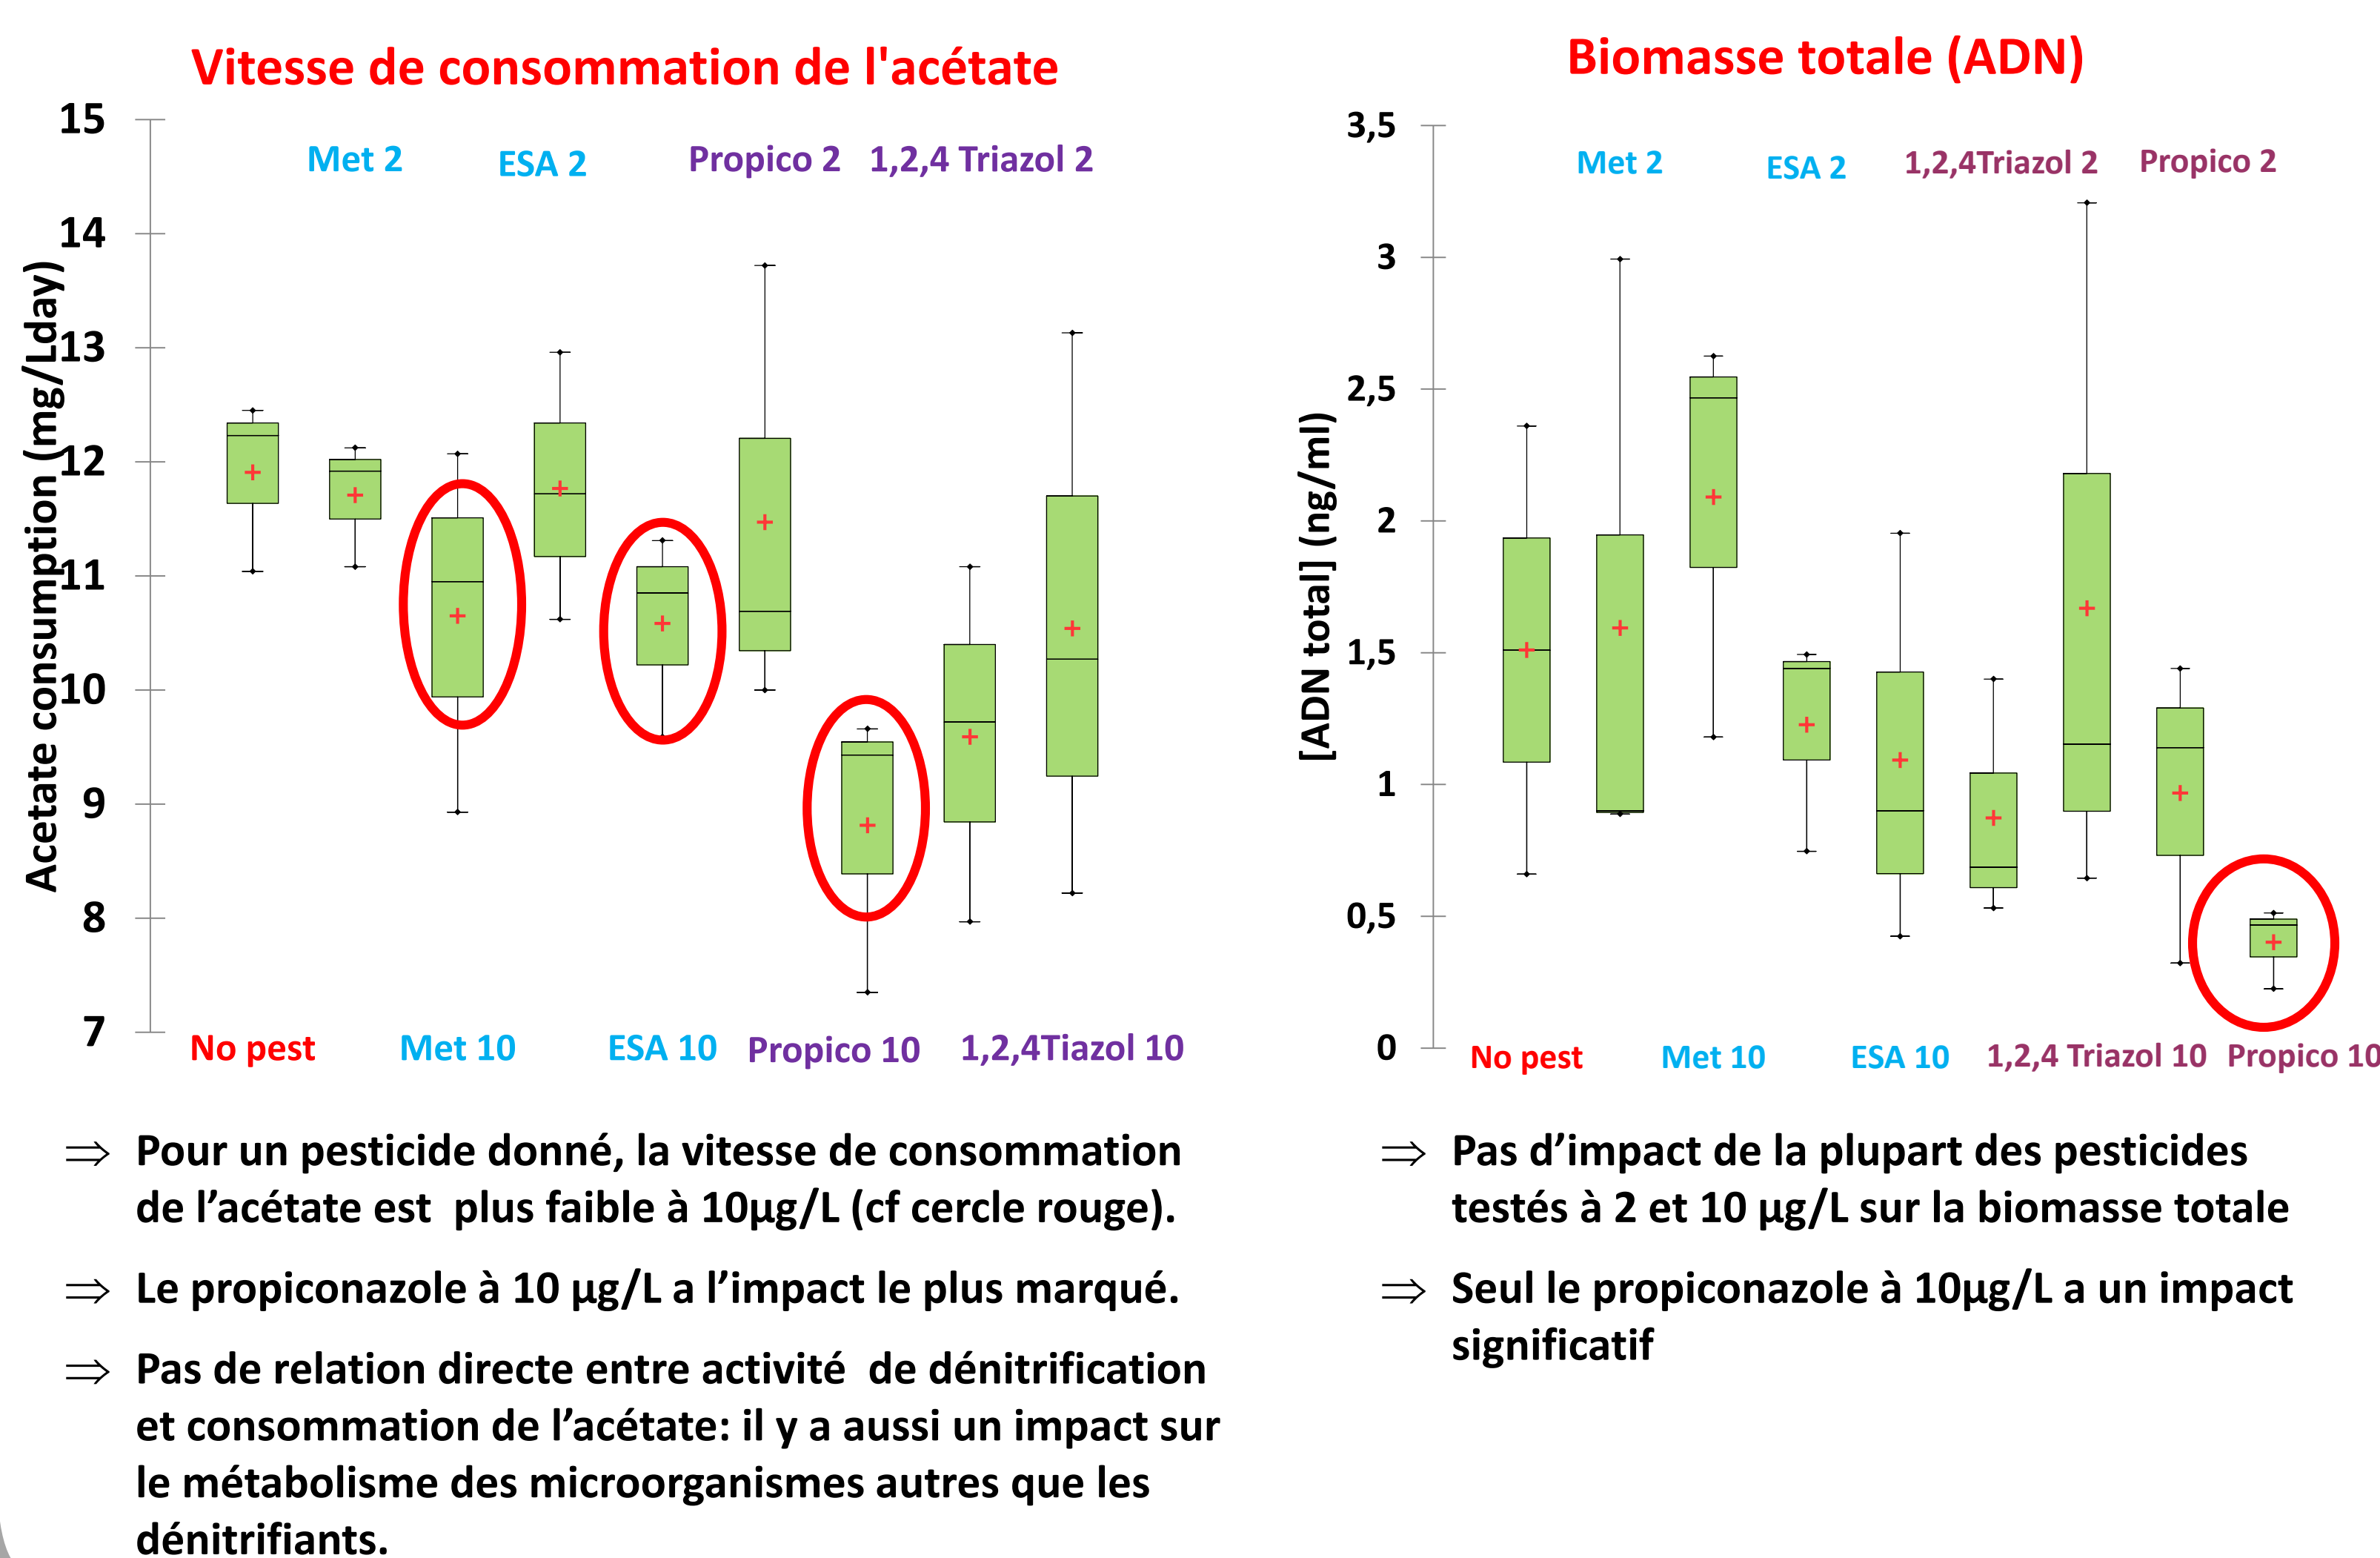 Vitesse de consommation de l'acétate
Acetate consumption (mg/Lday)
15
14
13
12
11
10
9
8
7
Met 2
ESA 2
Propico 2
1,2,4 Triazol 2
No pest
Met 10
ESA 10
Propico 10
1,2,4Tiazol 10
⇒ Pour un pesticide donné, la vitesse de consommation
de l’acétate est plus faible à 10µg/L (cf cercle rouge).
⇒ Le propiconazole à 10 µg/L a l’impact le plus marqué.
⇒ Pas de relation directe entre activité de dénitrification
et consommation de l’acétate: il y a aussi un impact sur
le métabolisme des microorganismes autres que les
dénitrifiants.
Biomasse totale (ADN)
[ADN total] (ng/ml)
3,5
3
2,5
2
1,5
1
0,5
0
Met 2
ESA 2
1,2,4Triazol 2
Propico 2
No pest
Met 10
ESA 10
1,2,4 Triazol 10
Propico 10
⇒ Pas d’impact de la plupart des pesticides
testés à 2 et 10 µg/L sur la biomasse totale
⇒ Seul le propiconazole à 10µg/L a un impact
significatif